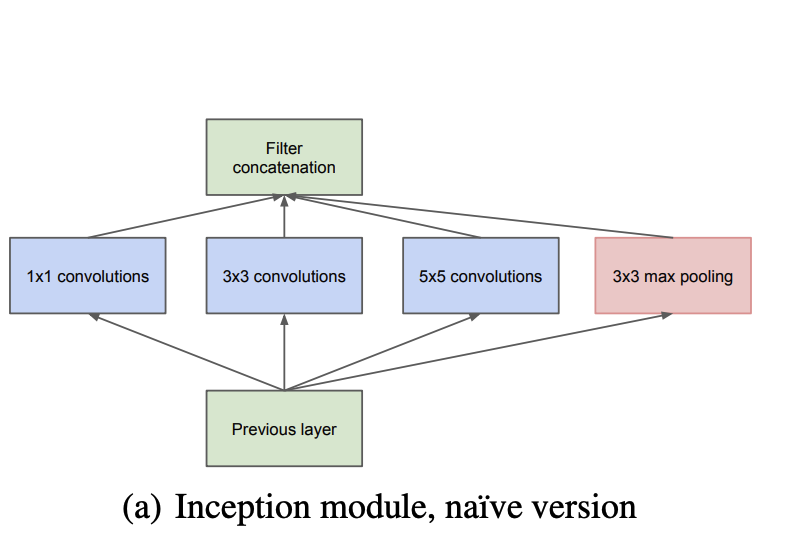 Filter
concatenation
1x1 convolutions
3x3 convolutions
5x5 convolutions
3x3 max pooling
Previous layer
(a) Inception module, naïve version